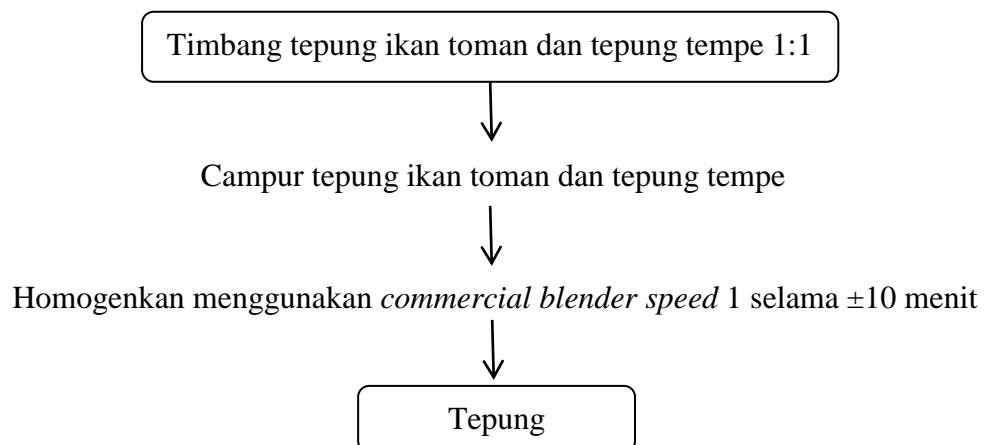 Timbang tepung ikan toman dan tepung tempe 1:1
Campur tepung ikan toman dan tepung tempe
Homogenkan menggunakan commercial blender speed 1 selama ±10 menit
Tepung